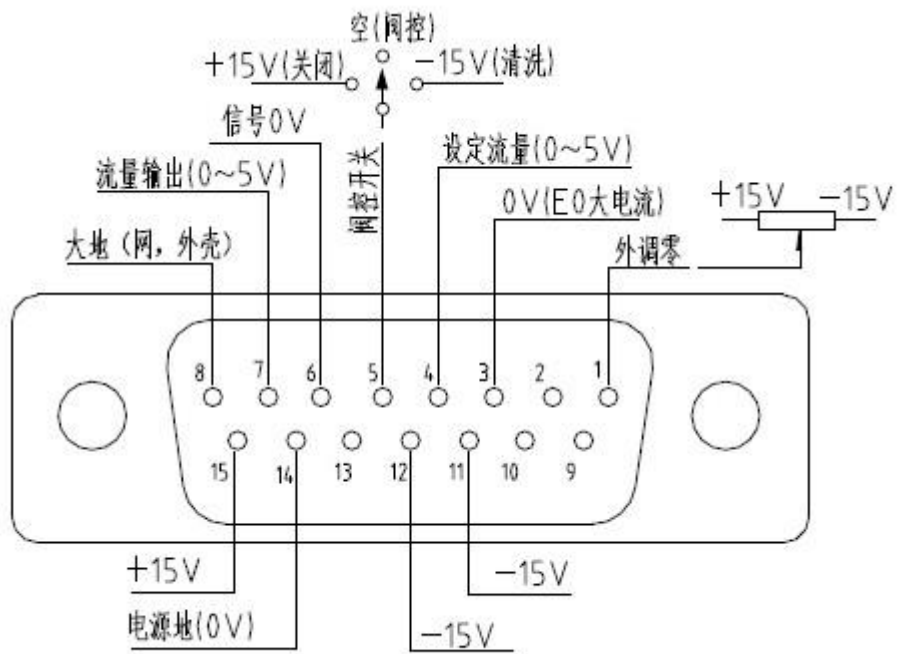 空(阀控)
+15V(关闭)
-15V(清洗)
信号0V
设定流量(0~5V)
流量输出(0~5V)
阀控开关
0V(E0大电流)
+15V
-15V
大地（网，外壳）
外调零
8 7 6 5 4 3 2 1
15 14 13 12 11 10 9
+15V
-15V
电源地(0V)
-15V